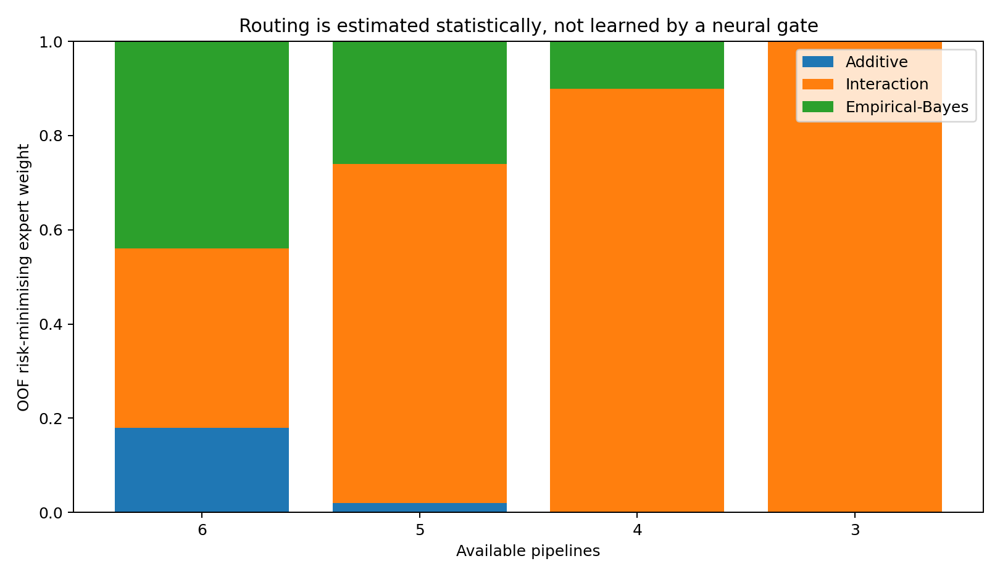 Routing is estimated statistically, not learned by a neural gate
1.0
0.8
0.6
0.4
0.2
0.0
OOF risk-minimising expert weight
Additive
Interaction
Empirical-Bayes
6 5 4 3
Available pipelines